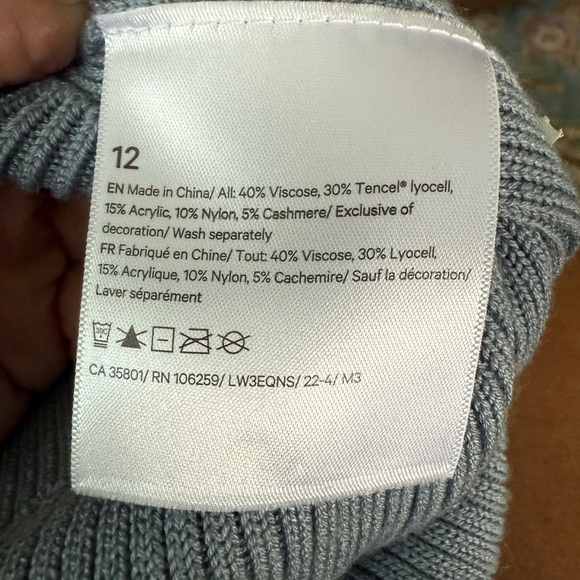 12
EN Made in China/ All: 40% Viscose, 30% Tencel® lyocell,
15% Acrylic, 10% Nylon, 5% Cashmere/ Exclusive of
decoration/ Wash separately
FR Fabriqué en Chine/ Tout: 40% Viscose, 30% Lyocell,
15% Acrylique, 10% Nylon, 5% Cachemire/ Sauf la décoration/
Laver séparément
30C
CA 35801/ RN 106259/ LW3EQNS/ 22-4/ M3